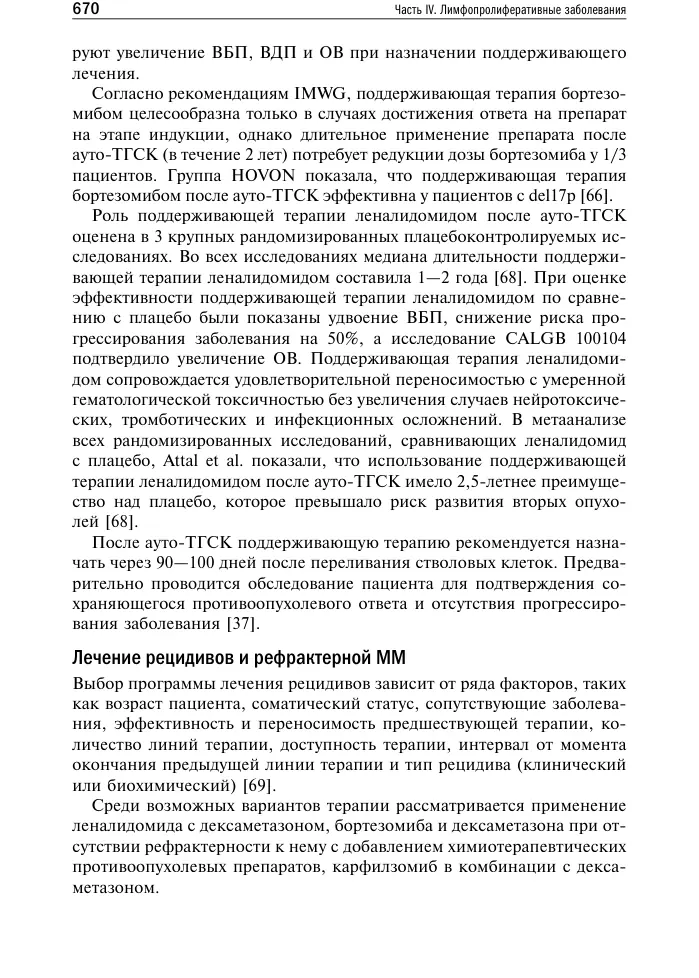 670
Часть IV. Лимфопролиферативные заболевания
руют увеличение ВБП, ВДП и ОВ при назначении поддерживающего
лечения.
Согласно рекомендациям IMWG, поддерживающая терапия бортезо-
мибом целесообразна только в случаях достижения ответа на препарат
на этапе индукции, однако длительное применение препарата после
ауто-ТГСК (в течение 2 лет) потребует редукции дозы бортезомиба у 1/3
пациентов. Группа HOVON показала, что поддерживающая терапия
бортезомибом после ауто-ТГСК эффективна у пациентов с del17p [66].
Роль поддерживающей терапии леналидомидом после ауто-ТГСК
оценена в 3 крупных рандомизированных плацебоконтролируемых ис-
следованиях. Во всех исследованиях медиана длительности поддержи-
вающей терапии леналидомидом составила 1—2 года [68]. При оценке
эффективности поддерживающей терапии леналидомидом по сравне-
нию с плацебо были показаны удвоение ВБП, снижение риска про-
грессирования заболевания на 50%, а исследование CALGB 100104
подтвердило увеличение ОВ. Поддерживающая терапия леналидоми-
дом сопровождается удовлетворительной переносимостью с умеренной
гематологической токсичностью без увеличения случаев нейротоксиче-
ских, тромботических и инфекционных осложнений. В метаанализе
всех рандомизированных исследований, сравнивающих леналидомид
с плацебо, Attal et al. показали, что использование поддерживающей
терапии леналидомидом после ауто-ТГСК имело 2,5-летнее преимуще-
ство над плацебо, которое превышало риск развития вторых опухо-
лей [68].
После ауто-ТГСК поддерживающую терапию рекомендуется назна-
чать через 90—100 дней после переливания стволовых клеток. Предва-
рительно проводится обследование пациента для подтверждения со-
храняющегося противоопухолевого ответа и отсутствия прогрессиро-
вания заболевания [37].
Лечение рецидивов и рефрактерной ММ
Выбор программы лечения рецидивов зависит от ряда факторов, таких
как возраст пациента, соматический статус, сопутствующие заболева-
ния, эффективность и переносимость предшествующей терапии, ко-
личество линий терапии, доступность терапии, интервал от момента
окончания предыдущей линии терапии и тип рецидива (клинический
или биохимический) [69].
Среди возможных вариантов терапии рассматривается применение
леналидомида с дексаметазоном, бортезомиба и дексаметазона при от-
сутствии рефрактерности к нему с добавлением химиотерапевтических
противоопухолевых препаратов, карфилзомиб в комбинации с декса-
метазоном.